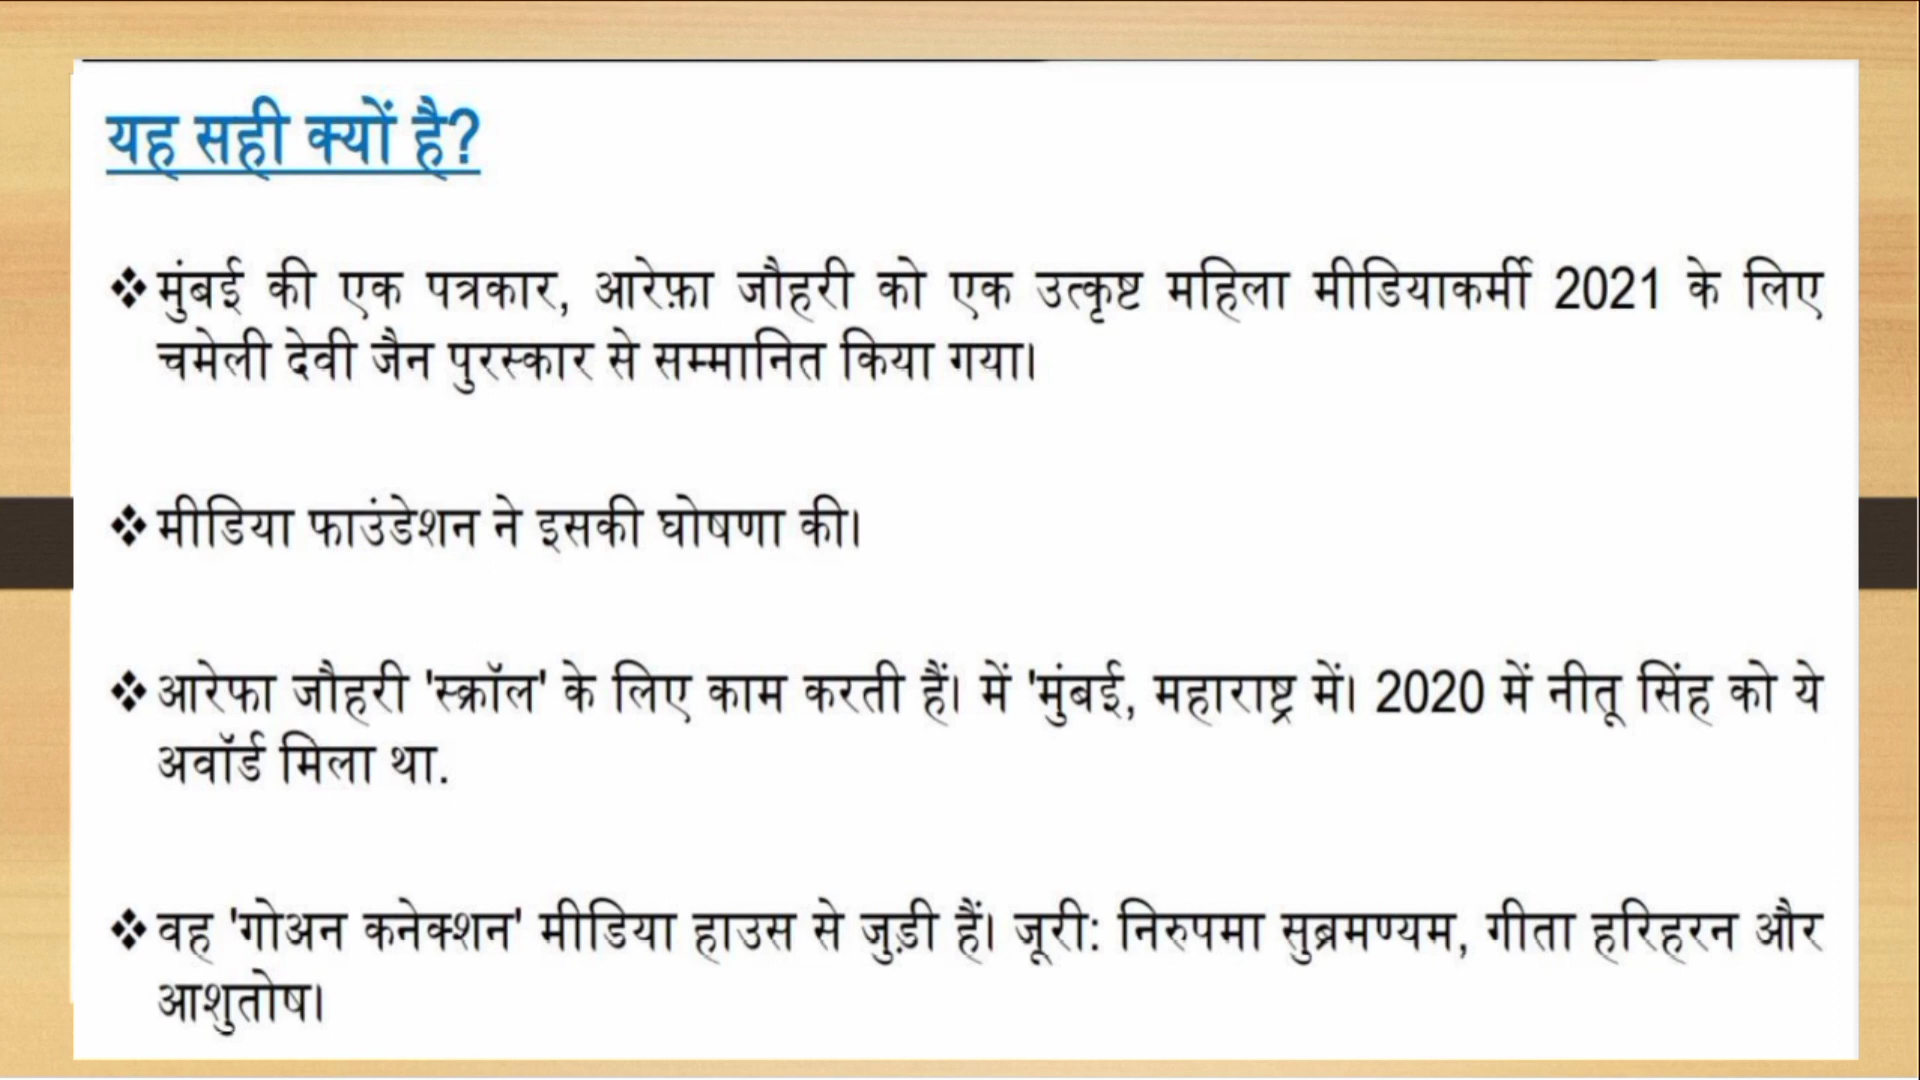 यह सही क्यों है?
❖ मुंबई की एक पत्रकार, आरेफ़ा जौहरी को एक उत्कृष्ट महिला मीडियाकर्मी 2021 के लिए
चमेली देवी जैन पुरस्कार से सम्मानित किया गया।
❖ मीडिया फाउंडेशन ने इसकी घोषणा की।
❖ आरेफा जौहरी 'स्क्रॉल' के लिए काम करती हैं। में 'मुंबई, महाराष्ट्र में। 2020 में नीतू सिंह को ये
अवॉर्ड मिला था.
❖ वह 'गोअन कनेक्शन' मीडिया हाउस से जुड़ी हैं। जूरी: निरुपमा सुब्रमण्यम, गीता हरिहरन और
आशुतोष।